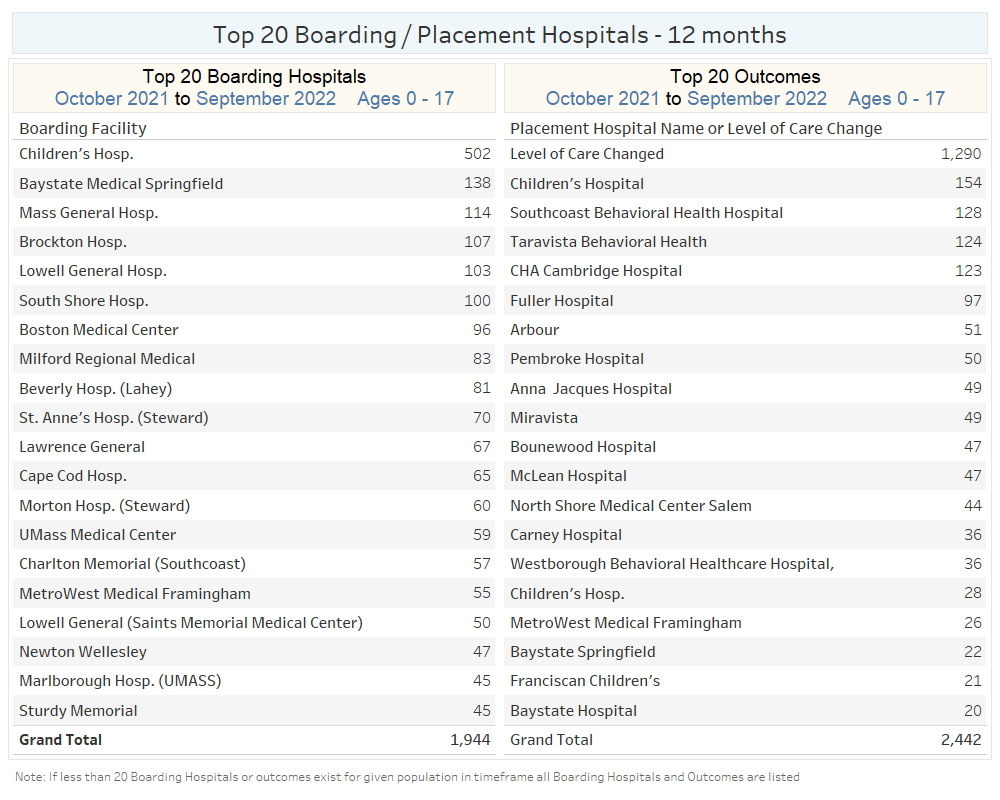 Top 20 Boarding / Placement Hospitals - 12 months
Top 20 Boarding Hospitals
October 2021 to September 2022 Ages 0 - 17
Boarding Facility
Children's Hosp. 502
Baystate Medical Springfield 138
Mass General Hosp. 114
Brockton Hosp. 107
Lowell General Hosp. 103
South Shore Hosp. 100
Boston Medical Center 96
Milford Regional Medical 83
Beverly Hosp. (Lahey) 81
St. Anne's Hosp. (Steward) 70
Lawrence General 67
Cape Cod Hosp. 65
Morton Hosp. (Steward) 60
UMass Medical Center 59
Charlton Memorial (Southcoast) 57
MetroWest Medical Framingham 55
Lowell General (Saints Memorial Medical Center) 50
Newton Wellesley 47
Marlborough Hosp. (UMASS) 45
Sturdy Memorial 45
Grand Total 1,944
Top 20 Outcomes
October 2021 to September 2022 Ages 0 - 17
Placement Hospital Name or Level of Care Change
Level of Care Changed 1,290
Children's Hospital 154
Southcoast Behavioral Health Hospital 128
Taravista Behavioral Health 124
CHA Cambridge Hospital 123
Fuller Hospital 97
Arbour 51
Pembroke Hospital 50
Anna  Jacques Hospital 49
Miravista 49
Bounewood Hospital 47
McLean Hospital 47
North Shore Medical Center Salem 44
Carney Hospital 36
Westborough Behavioral Healthcare Hospital, 36
Children's Hosp. 28
MetroWest Medical Framingham 26
Baystate Springfield 22
Franciscan Children's 21
Baystate Hospital 20
Grand Total 2,442
Note: If less than 20 Boarding Hospitals or outcomes exist for given population in timeframe all Boarding Hospitals and Outcomes are listed